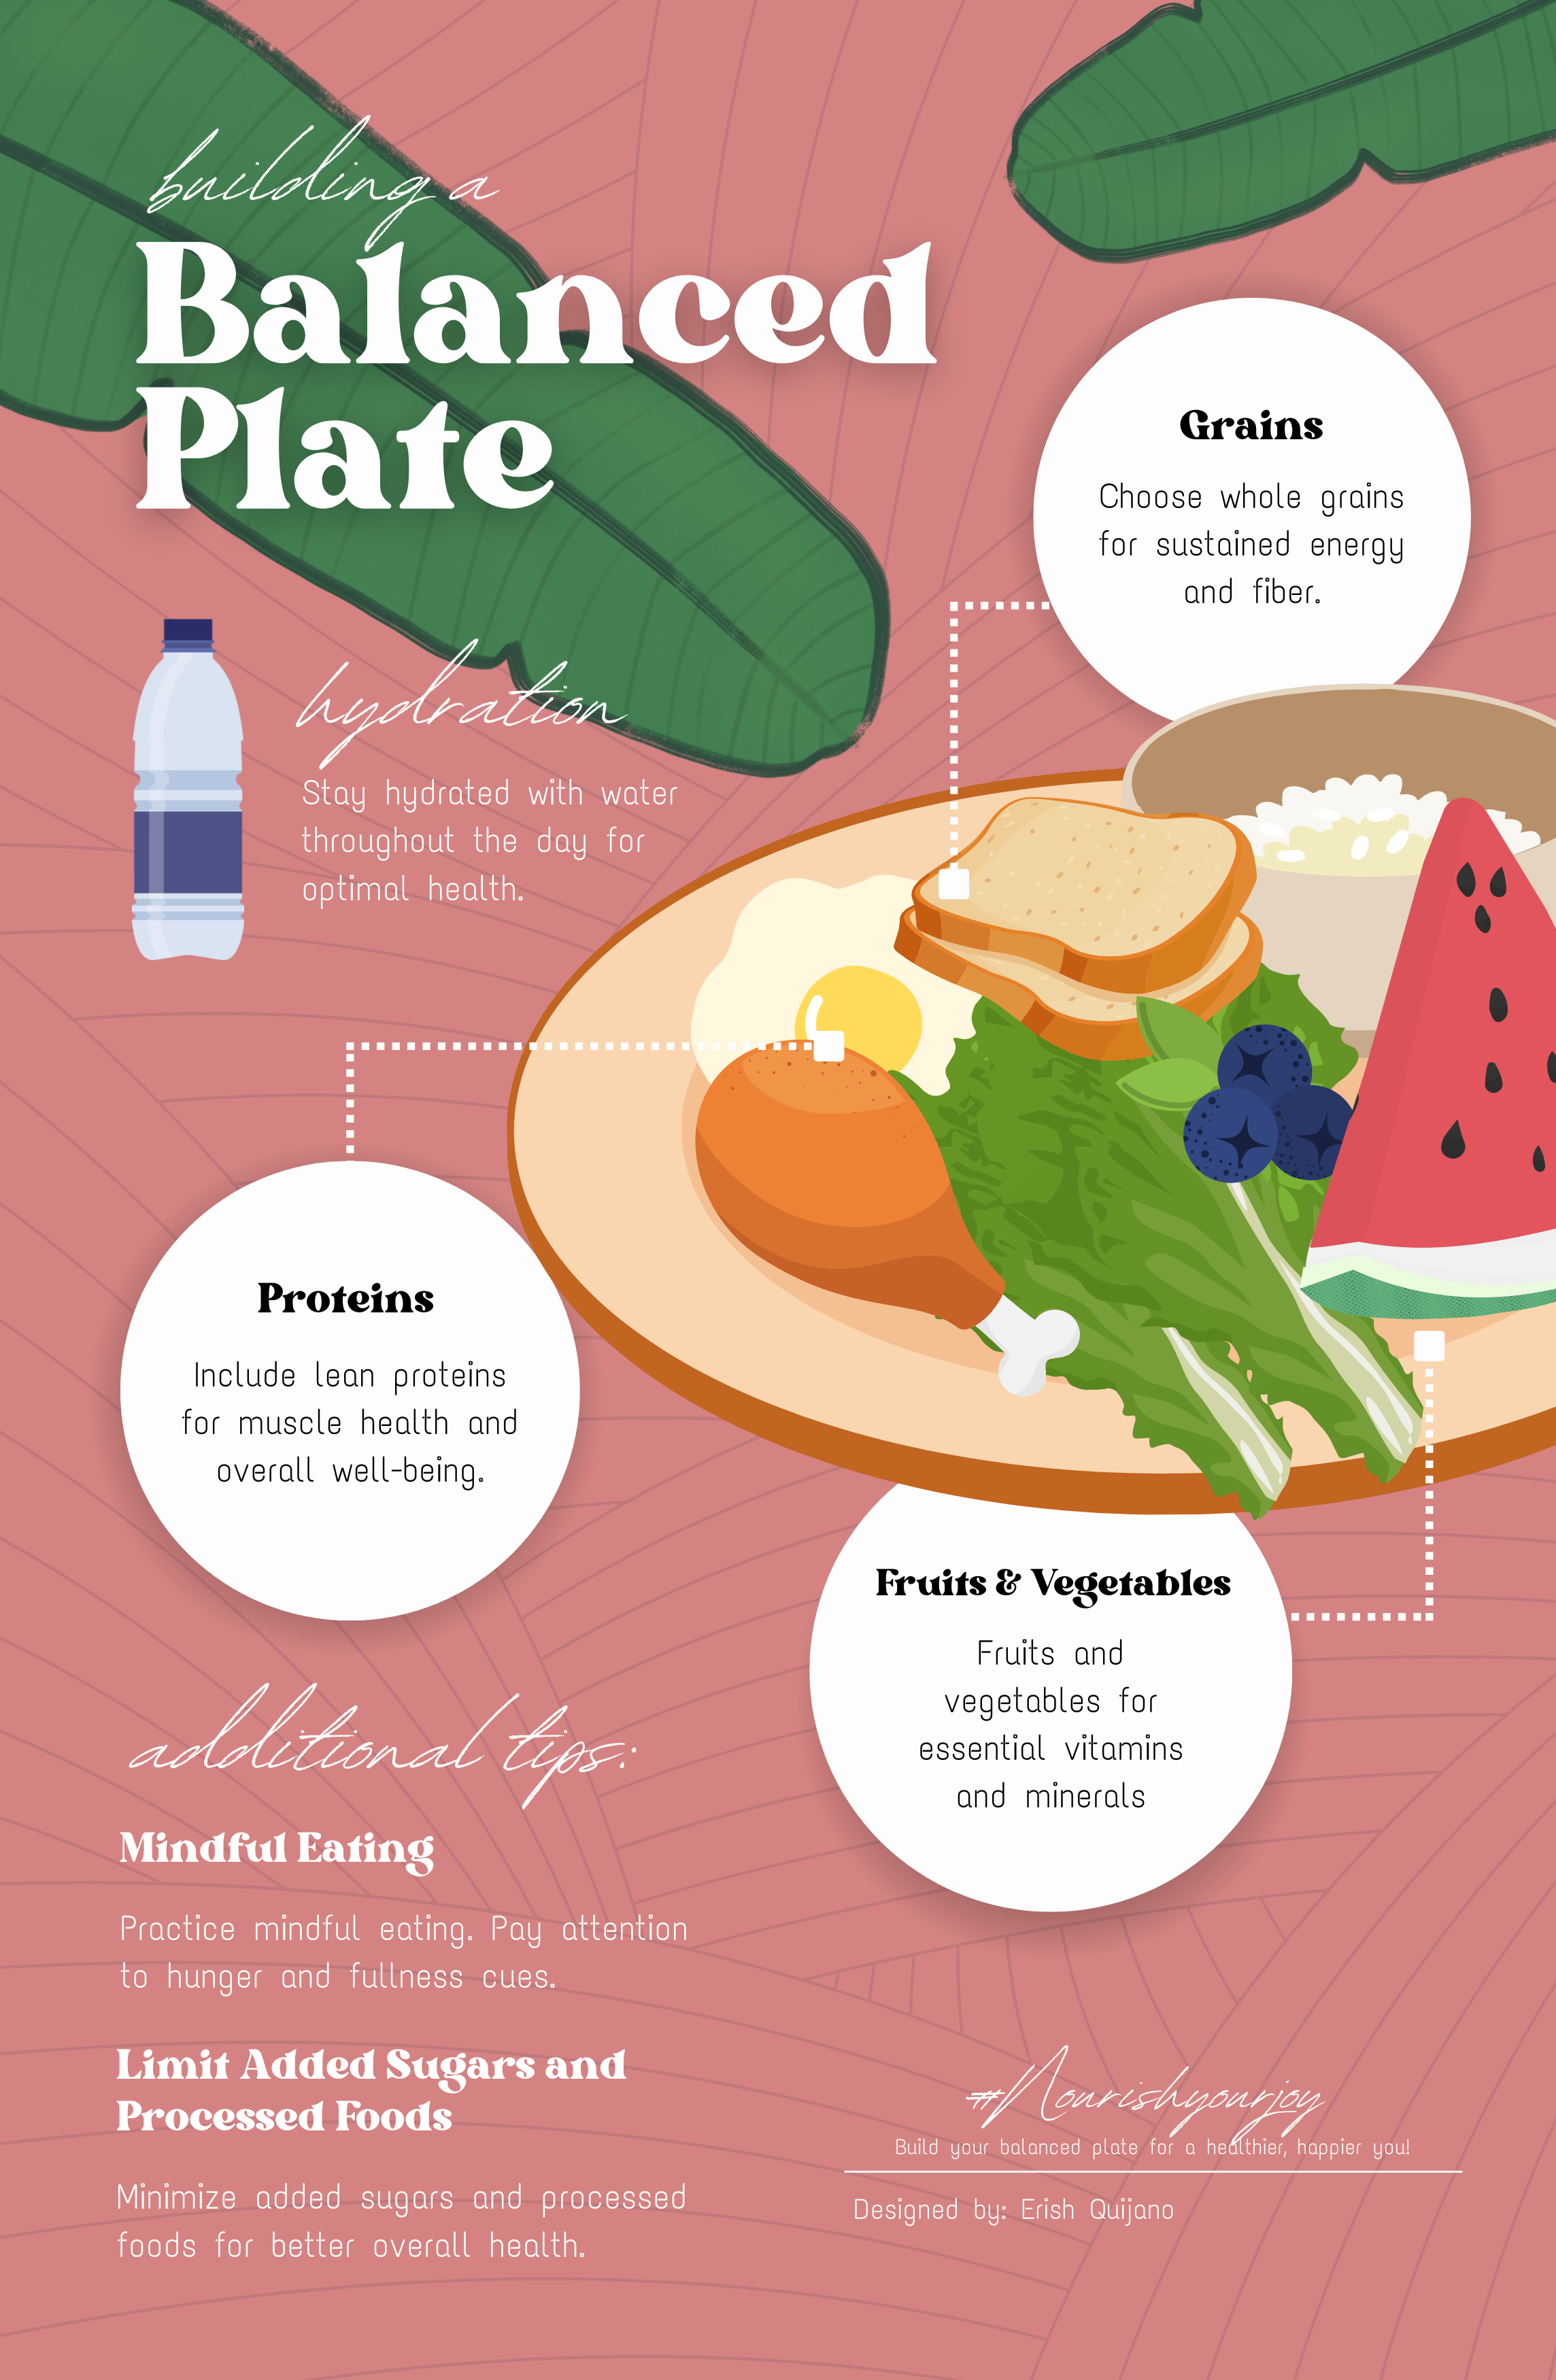 building a
Balanced
Plate
Grains
Choose whole grains
for sustained energy
and fiber.
hydration
Stay hydrated with water
throughout the day for
optimal health.
Proteins
Include lean proteins
for muscle health and
overall well-being.
Fruits & Vegetables
Fruits and
vegetables for
essential vitamins
and minerals
additional tips:
Mindful Eating
Practice mindful eating. Pay attention
to hunger and fullness cues.
Limit Added Sugars and
Processed Foods
Minimize added sugars and processed
foods for better overall health.
#Nourishyourjoy
Build your balanced plate for a healthier, happier you!
Designed by: Erish Quijano